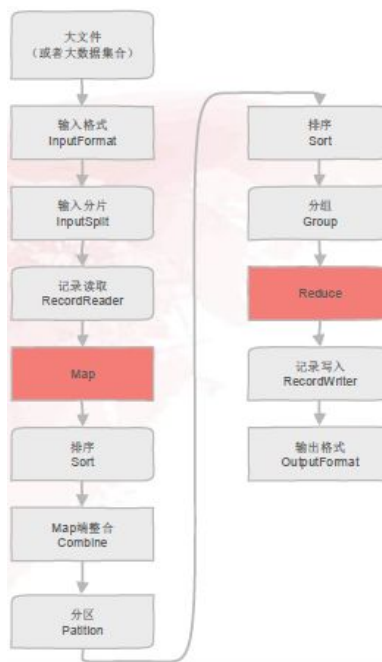 大文件
（或者大数据集合）
输入格式
InputFormat
输入分片
InputSplit
记录读取
RecordReader
Map
排序
Sort
Map端整合
Combine
分区
Patition
排序
Sort
分组
Group
Reduce
记录写入
RecordWriter
输出格式
OutputFormat